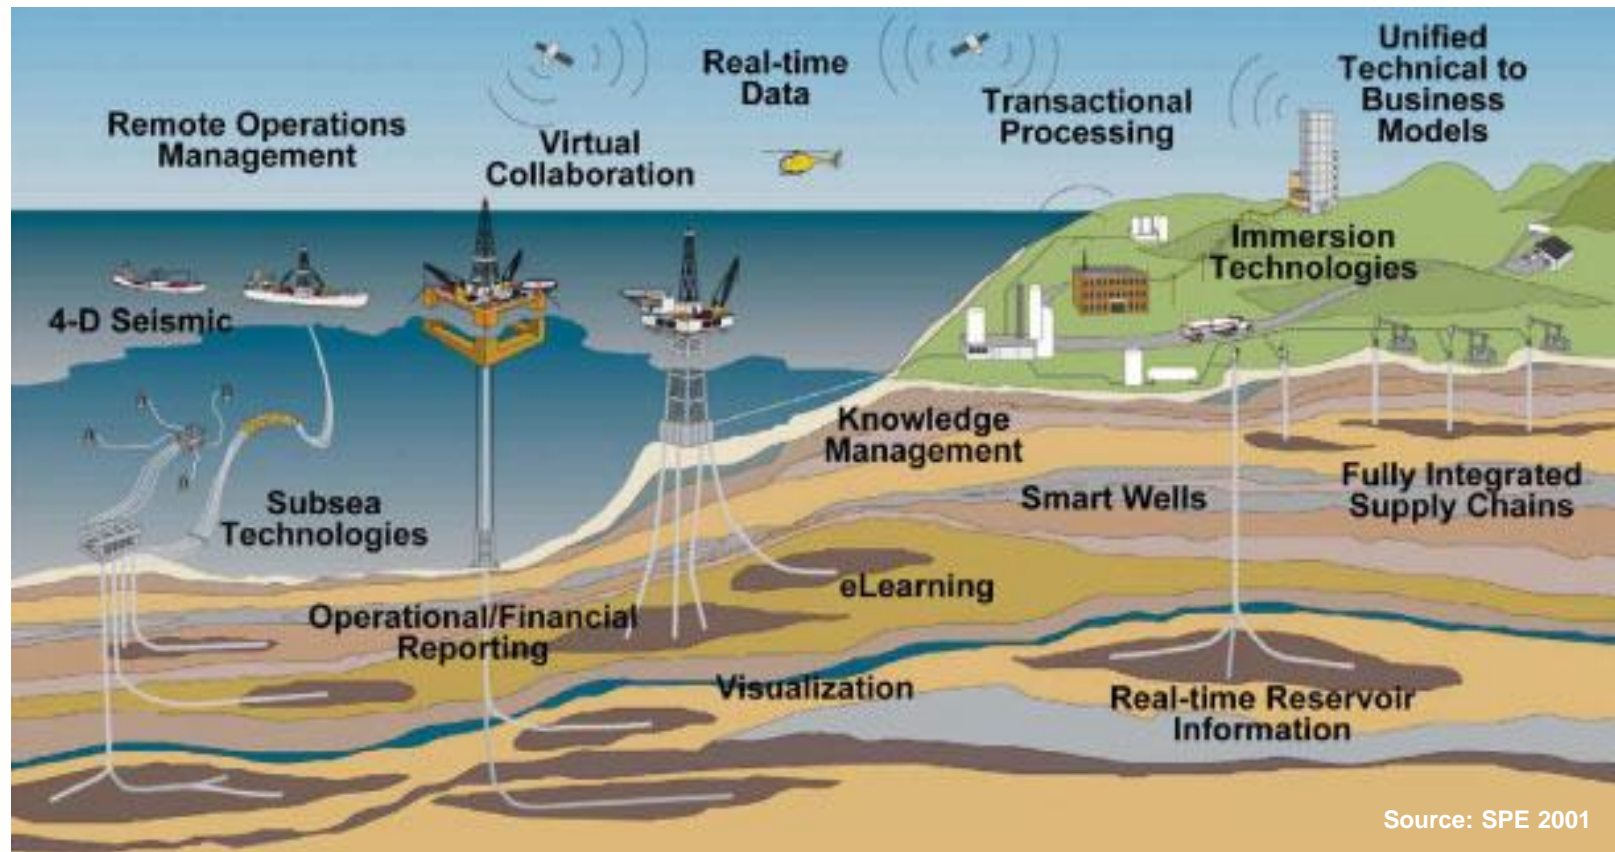 Remote Operations
Management
Virtual
Collaboration
Real-time
Data
Transactional
Processing
Unified
Technical to
Business
Models
Immersion
Technologies
4-D Seismic
Subsea
Technologies
Knowledge
Management
Smart Wells
Fully Integrated
Supply Chains
eLearning
Operational/Financial
Reporting
Visualization
Real-time Reservoir
Information
Source: SPE 2001